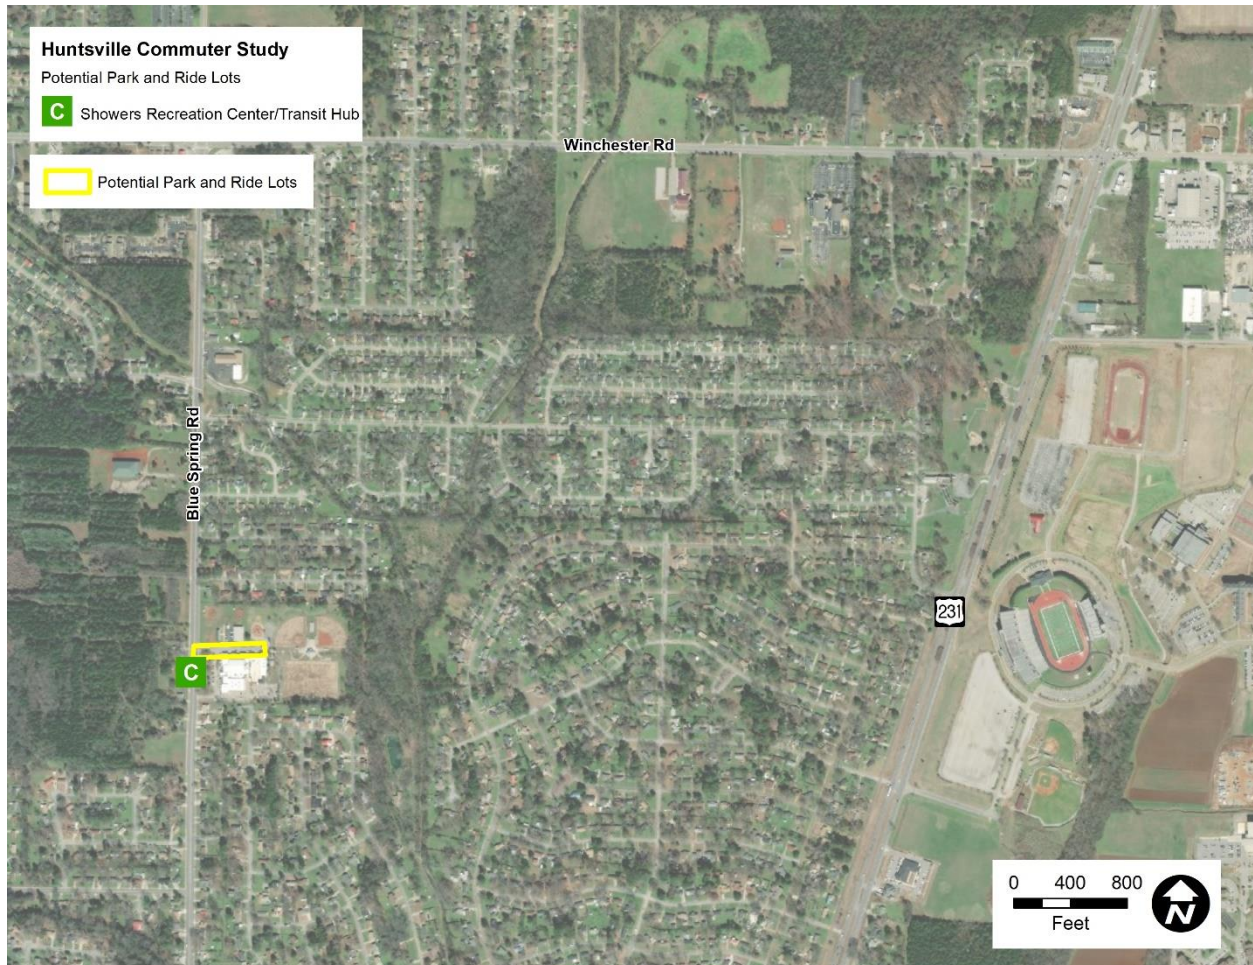 Huntsville Commuter Study
Potential Park and Ride Lots
C Showers Recreation Center/Transit Hub
Potential Park and Ride Lots
Winchester Rd
Blue Spring Rd
231
C
0 400 800
Feet
N